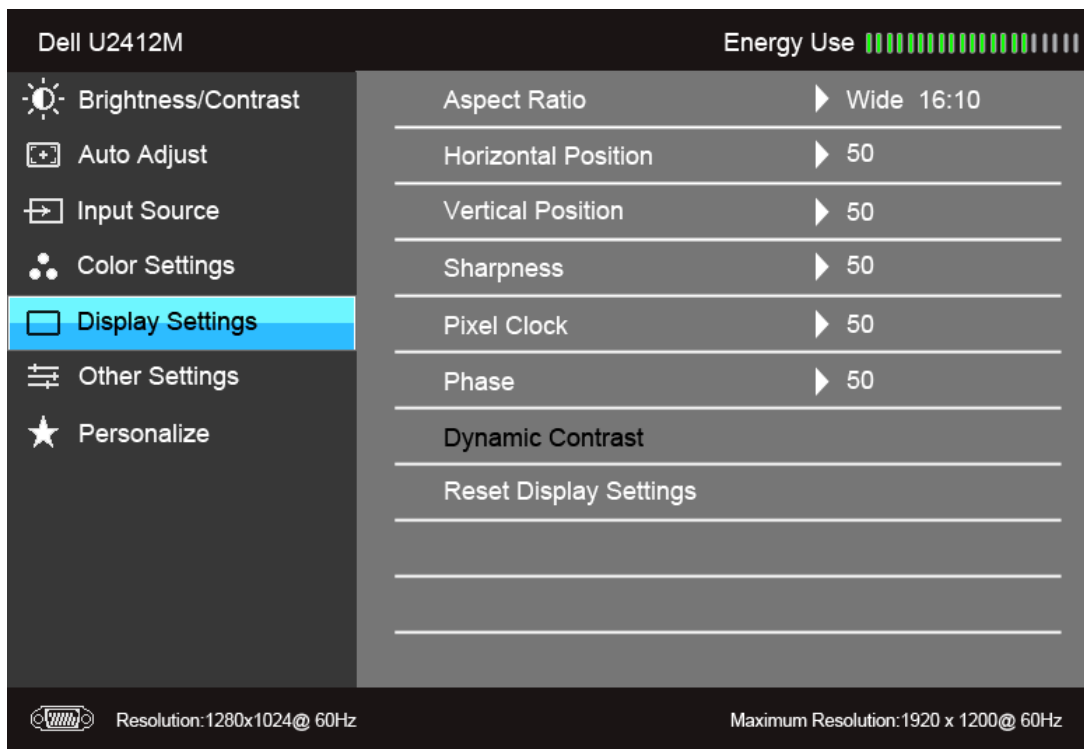 Dell U2412M
Energy Use
Brightness/Contrast
Auto Adjust
Input Source
Color Settings
Display Settings
Other Settings
Personalize
Aspect Ratio Wide 16:10
Horizontal Position 50
Vertical Position 50
Sharpness 50
Pixel Clock 50
Phase 50
Dynamic Contrast
Reset Display Settings
Resolution:1280x1024@ 60Hz
Maximum Resolution:1920 x 1200@ 60Hz